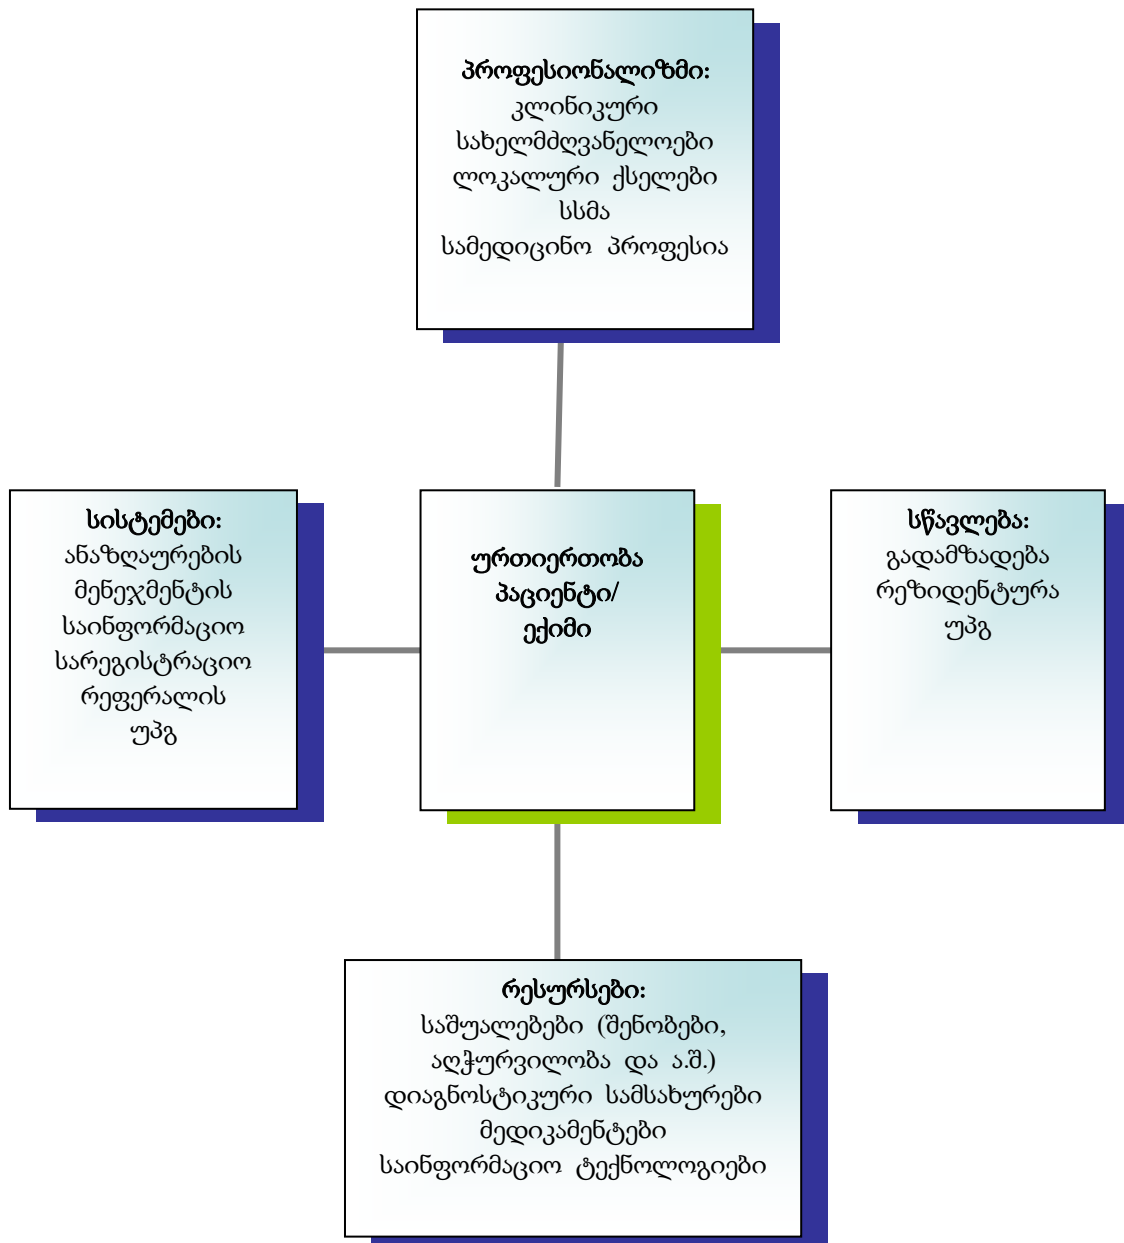 პროფესიონალიზმი:
კლინიკური
სახელმძღვანელოები
ლოკალური ქსელები
სსმა
სამედიცინო პროფესია
სისტემები:
ანაზღაურების
მენეჯმენტის
საინფორმაციო
სარეგისტრაციო
რეფერალის
უპგ
ურთიერთობა
პაციენტი/
ექიმი
სწავლება:
გადამზადება
რეზიდენტურა
უპგ
რესურსები:
საშუალებები (შენობები,
აღჭურვილობა და ა.შ.)
დიაგნოსტიკური სამსახურები
მედიკამენტები
საინფორმაციო ტექნოლოგიები